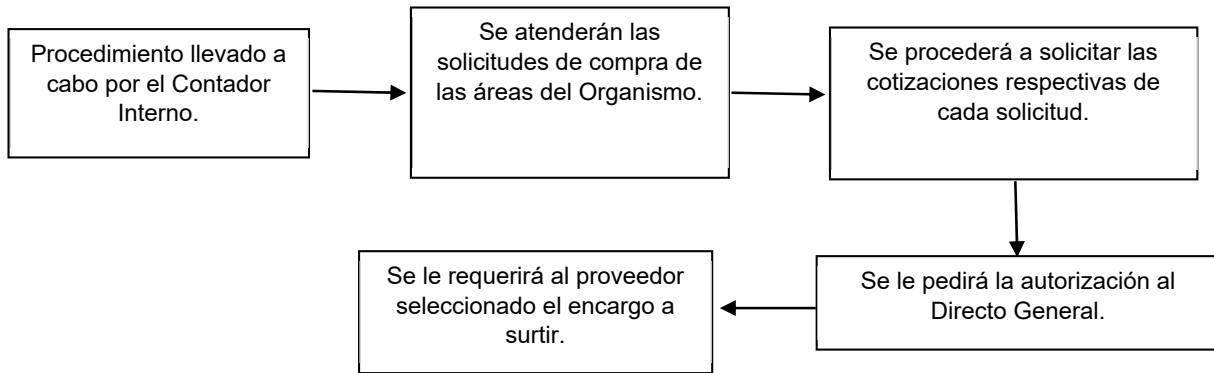 Procedimiento llevado a
cabo por el Contador
Interno.
Se atenderán las
solicitudes de compra de
las áreas del Organismo.
Se procederá a solicitar las
cotizaciones respectivas de
cada solicitud.
Se le pedirá la autorización al
Directo General.
Se le requerirá al proveedor
seleccionado el encargo a
surtir.